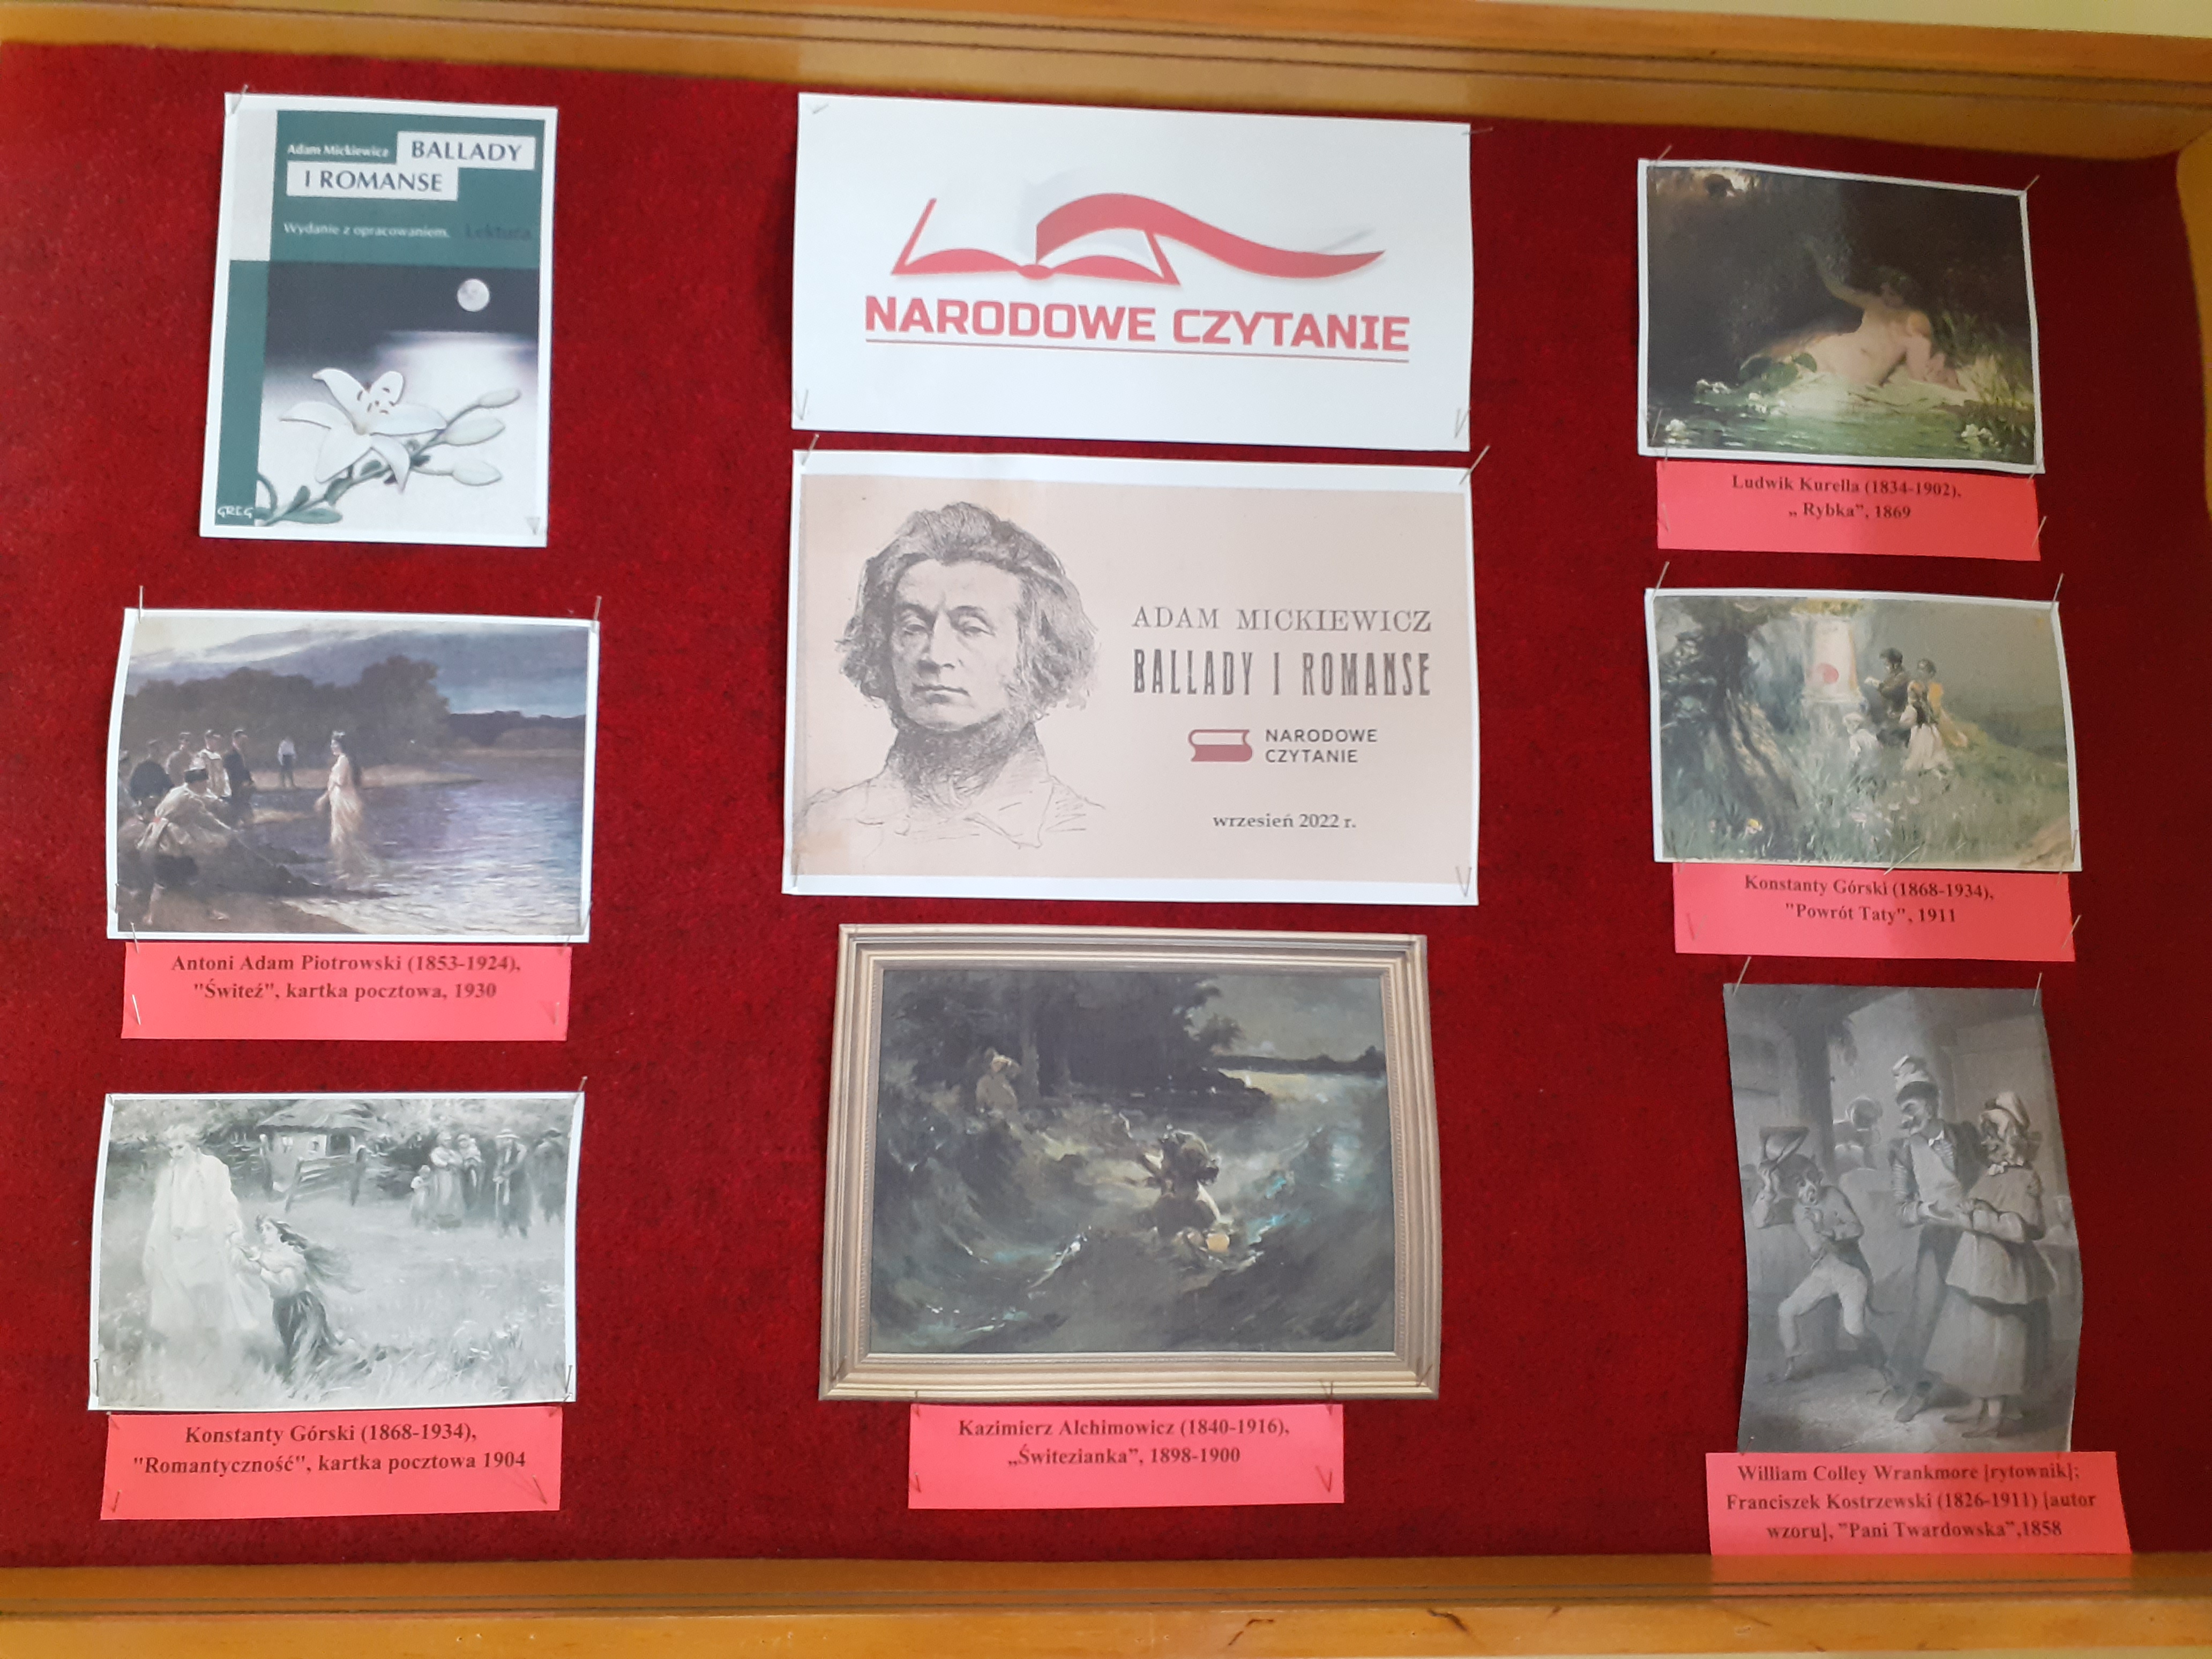 Adam Mickiewicz BALLADY
I ROMANSE
Wydanie z opracowaniem. Lektura
GREG
NARODOWE CZYTANIE
ADAM MICKIEWICZ
BALLADY I ROMANSE
NARODOWE
CZYTANIE
wrzesień 2022 r.
Ludwik Kurella (1834-1902),
„ Rybka”, 1869
Antoni Adam Piotrowski (1853-1924),
"Świteź", kartka pocztowa, 1930
Konstanty Górski (1868-1934),
"Powrót Taty", 1911
Konstanty Górski (1868-1934),
"Romantyczność", kartka pocztowa 1904
Kazimierz Alchimowicz (1840-1916),
„Świtezianka”, 1898-1900
William Colley Wrankmore [rytownik];
Franciszek Kostrzewski (1826-1911) [autor
wzoru], ”Pani Twardowska”,1858